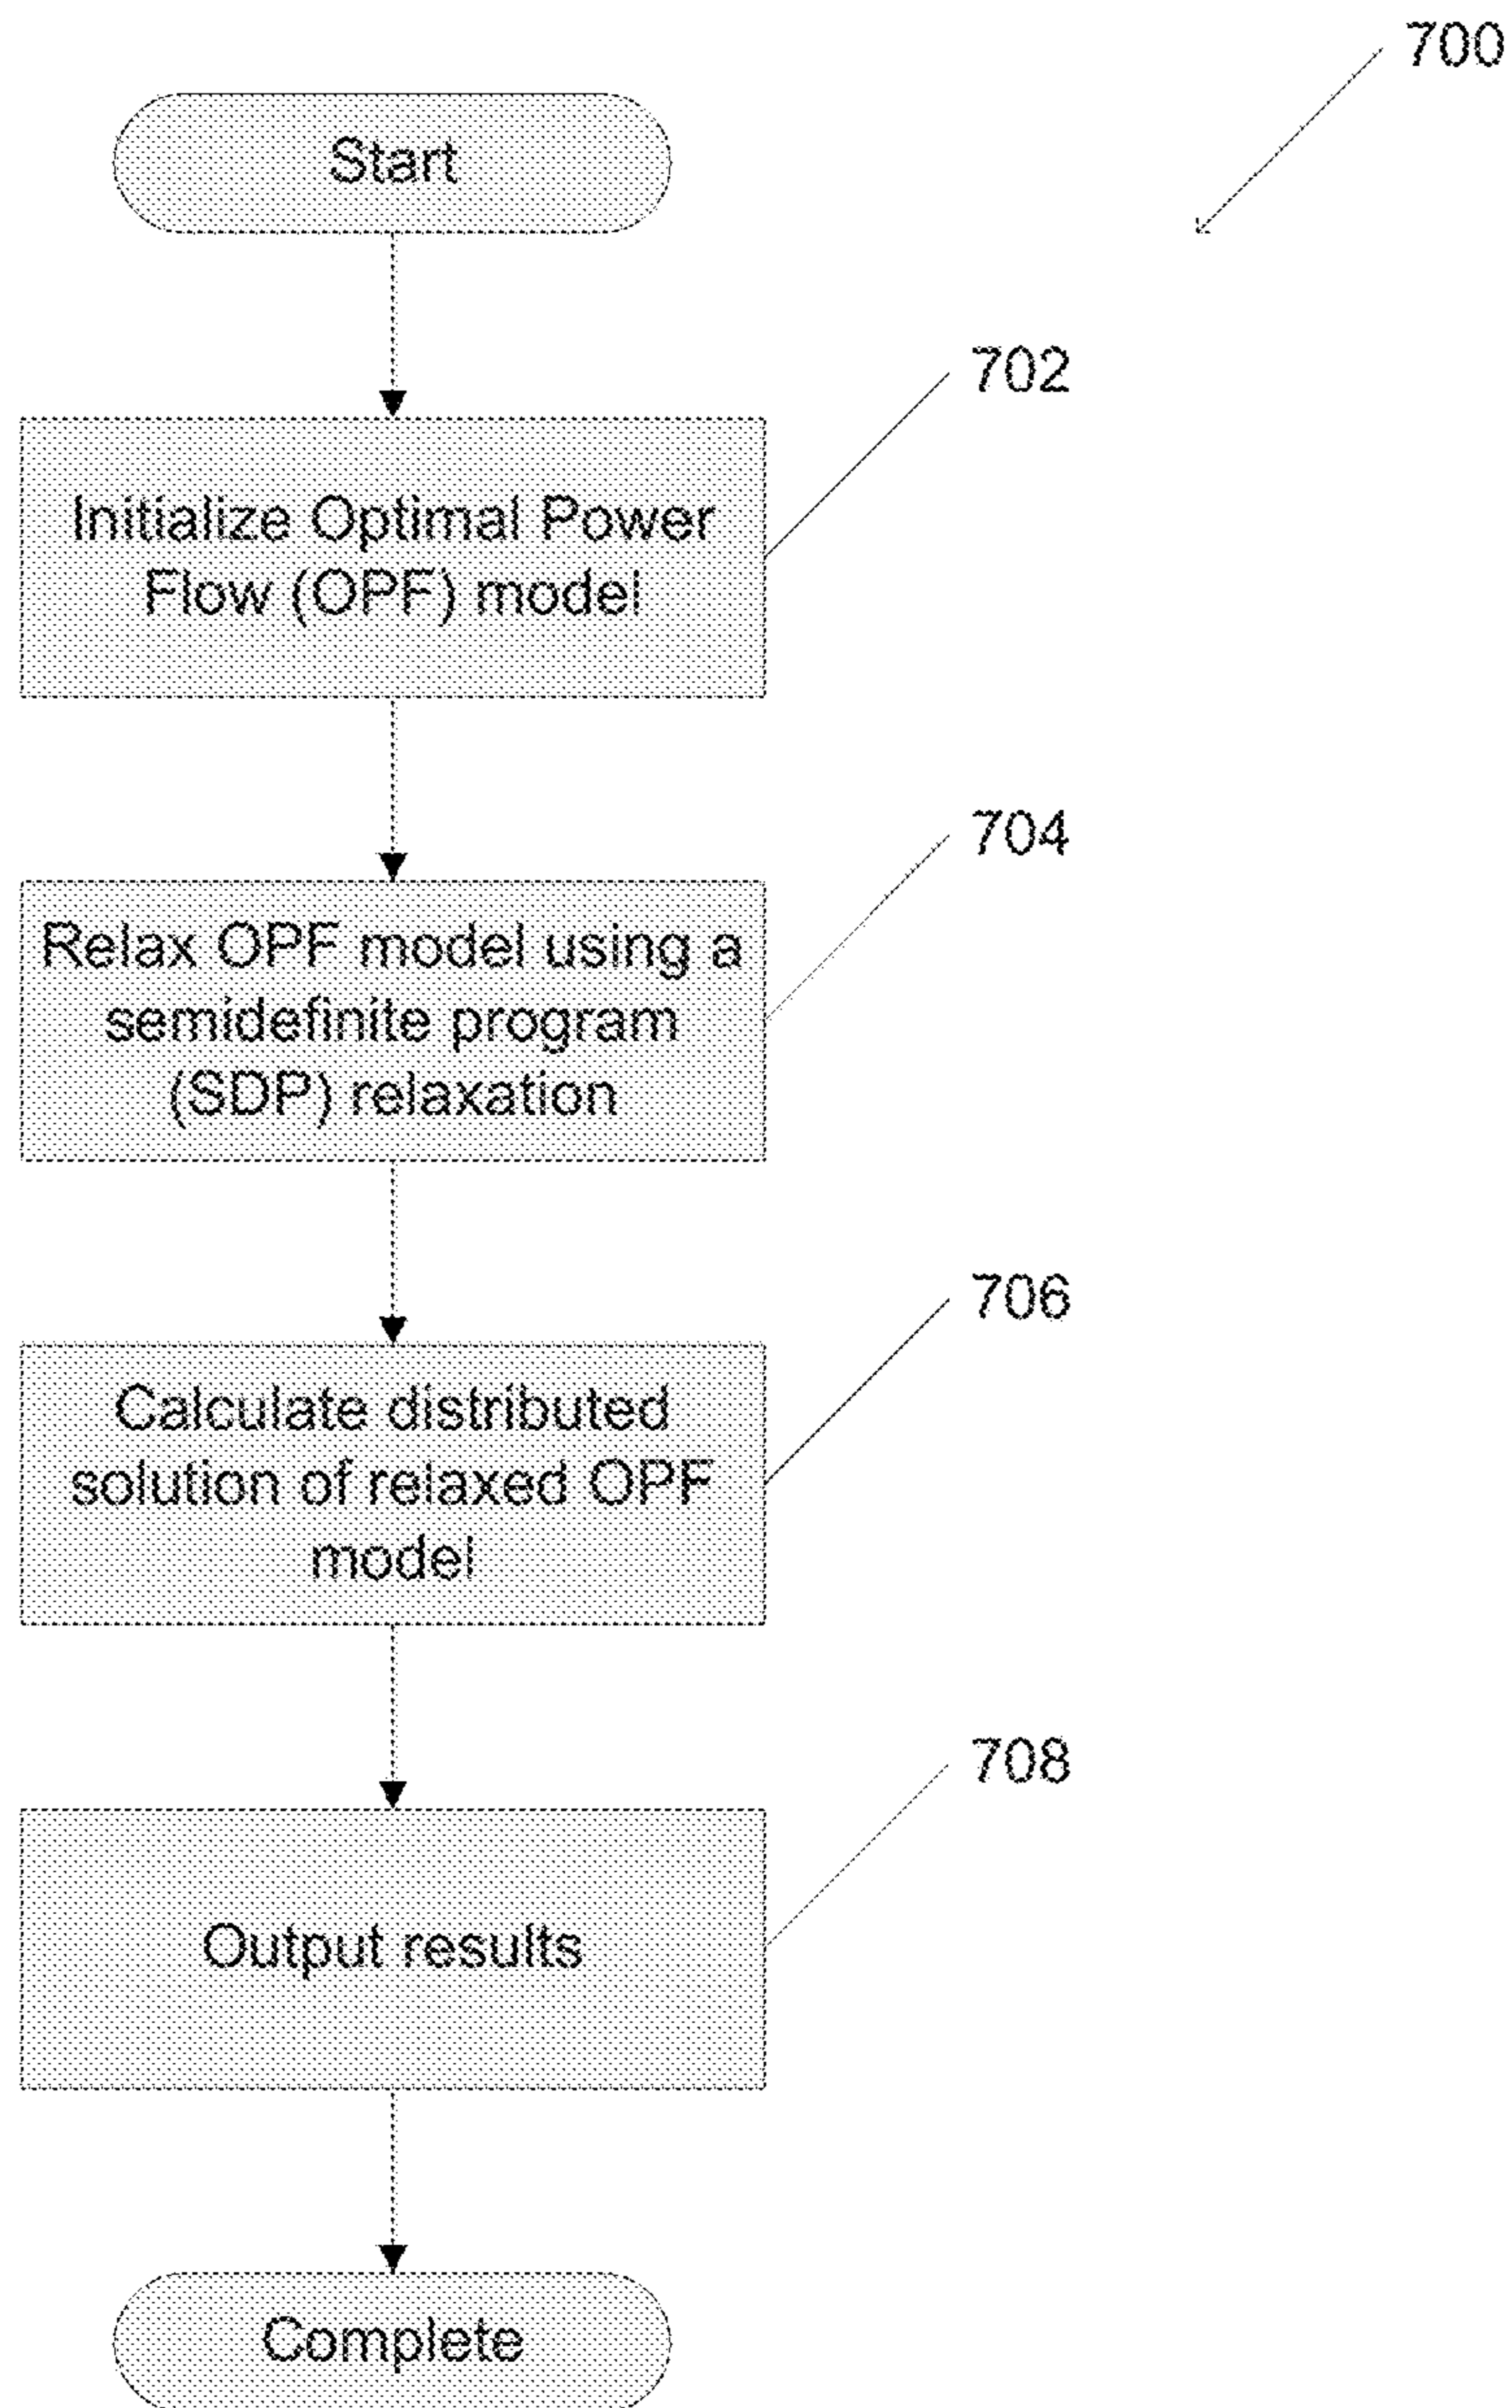 700
Start
702
Initialize Optimal Power
Flow (OPF) model
704
Relax OPF model using a
semidefinite program
(SDP) relaxation
706
Calculate distributed
solution of relaxed OPF
model
708
Output results
Complete